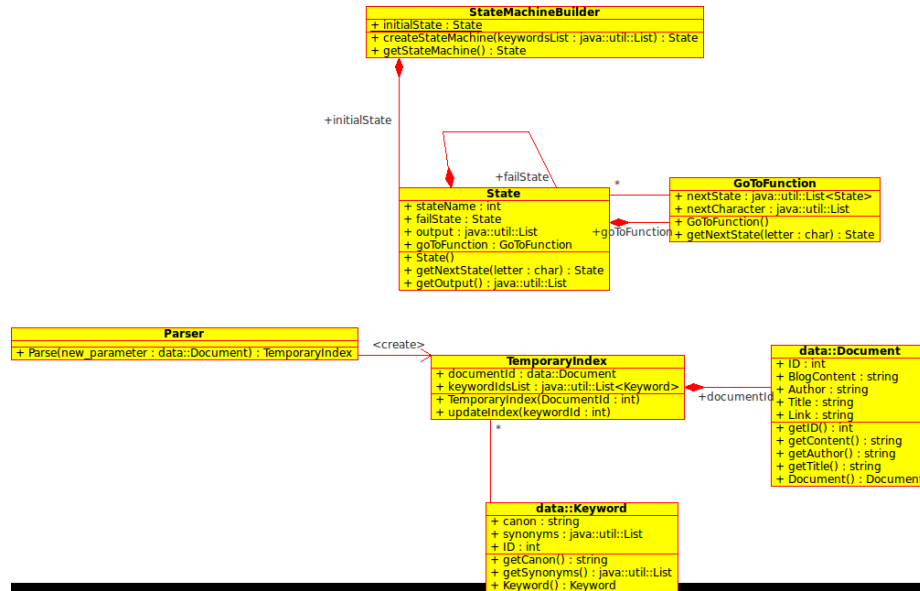 StateMachineBuilder
+ initialState : State
+ createStateMachine(keywordsList : java::util::List) : State
+ getStateMachine() : State
+initialState
+failState
State
+ stateName : int
+ failState : State
+ output : java::util::List
+ goToFunction : GoToFunction
+ State()
+ getNextState(letter : char) : State
+ getOutput() : java::util::List
*
+goToFunction
GoToFunction
+ nextState : java::util::List<State>
+ nextCharacter : java::util::List
+ GoToFunction()
+ getNextState(letter : char) : State
Parser
+ Parse(new_parameter : data::Document) : TemporaryIndex
<create>
TemporaryIndex
+ documentId : data::Document
+ keywordIdsList : java::util::List<Keyword>
+ TemporaryIndex(DocumentId : int)
+ updateIndex(keywordId : int)
+documentId
data::Document
+ ID : int
+ BlogContent : string
+ Author : string
+ Title : string
+ Link : string
+ getID() : int
+ getContent() : string
+ getAuthor() : string
+ getTitle() : string
+ Document() : Document
*
data::Keyword
+ canon : string
+ synonyms : java::util::List
+ ID : int
+ getCanon() : string
+ getSynonyms() : java::util::List
+ Keyword() : Keyword